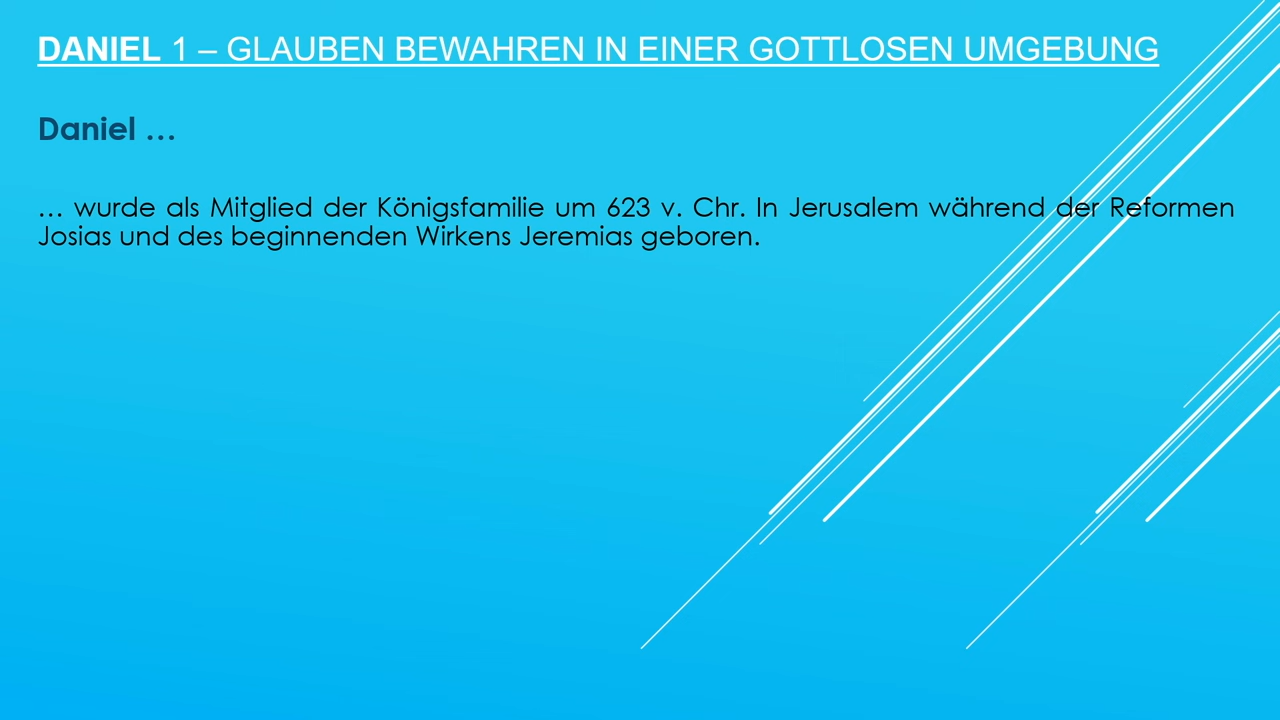 DANIEL 1 – GLAUBEN BEWAHREN IN EINER GOTTLOSEN UMGEBUNG
Daniel …
… wurde als Mitglied der Königsfamilie um 623 v. Chr. In Jerusalem während der Reformen
Josias und des beginnenden Wirkens Jeremias geboren.